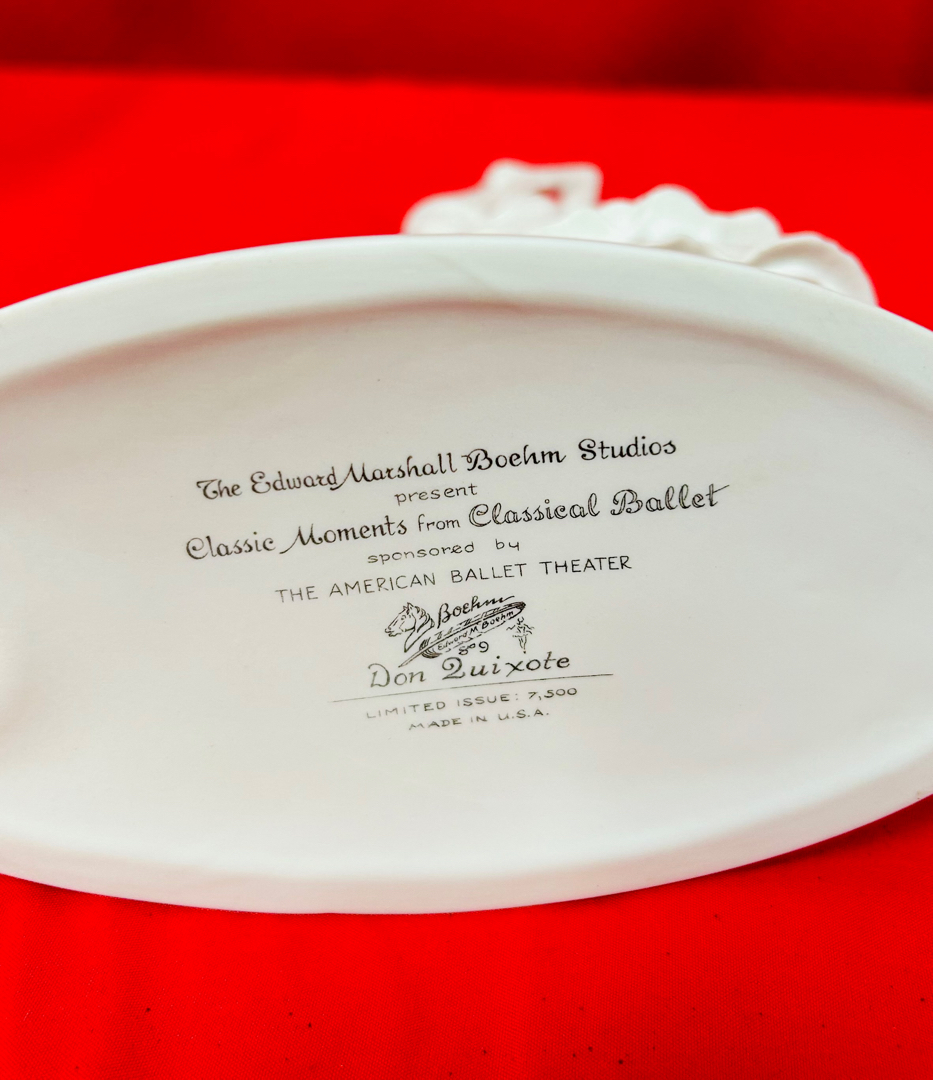 The Edward Marshall Boehm Studios
present
Classic Moments from Classical Ballet
sponsored by
THE AMERICAN BALLET THEATER
Boehm
Edward M Boehm
809
Don Quixote
LIMITED ISSUE: 7,500
MADE IN U.S.A.